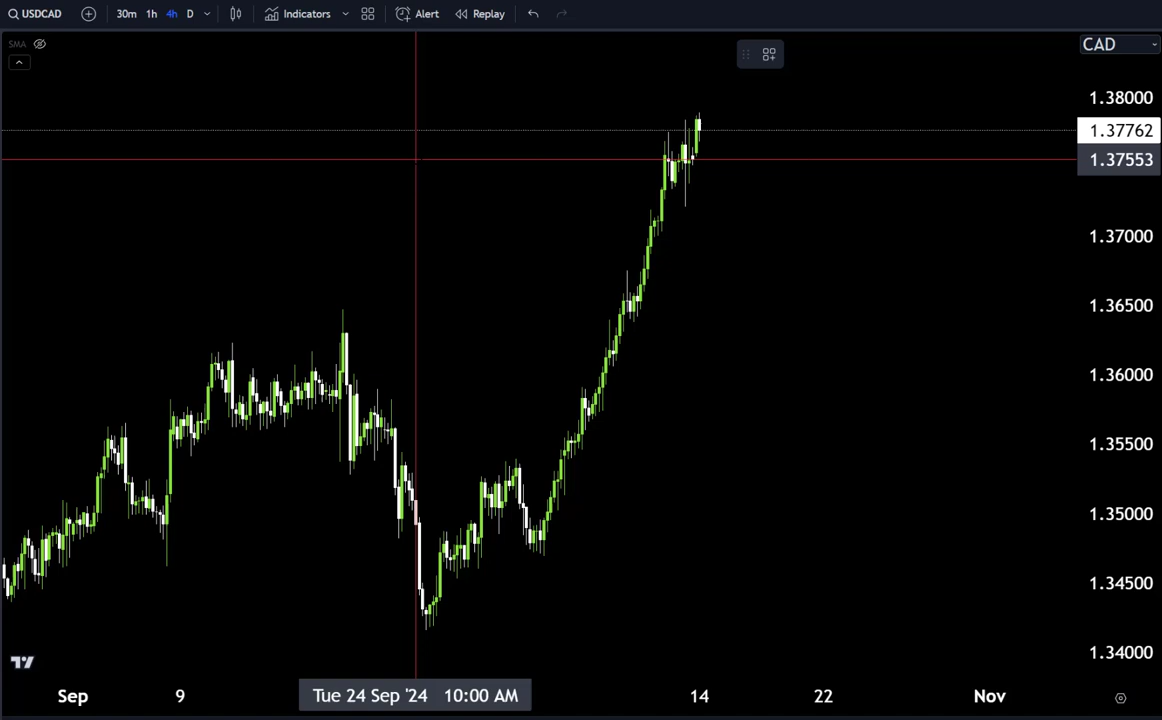 USDCAD 30m 1h 4h D Indicators Alert Replay
SMA
CAD
1.38000
1.37762
1.37553
1.37000
1.36500
1.36000
1.35500
1.35000
1.34500
1.34000
Sep 9 Tue 24 Sep '24 10:00 AM 14 22 Nov